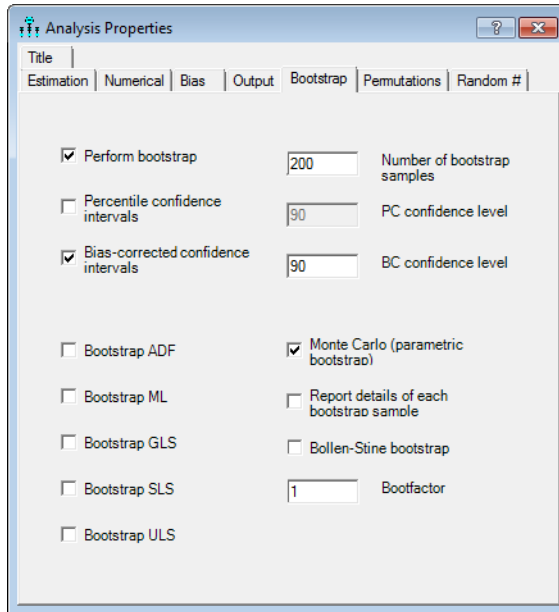 Analysis Properties
?
Title
Estimation Numerical Bias Output Bootstrap Permutations Random #
Perform bootstrap
200
Number of bootstrap
samples
Percentile confidence
intervals
90
PC confidence level
Bias-corrected confidence
intervals
90
BC confidence level
Bootstrap ADF
Monte Carlo (parametric
bootstrap)
Bootstrap ML
Report details of each
bootstrap sample
Bootstrap GLS
Bollen-Stine bootstrap
Bootstrap SLS
1
Bootfactor
Bootstrap ULS